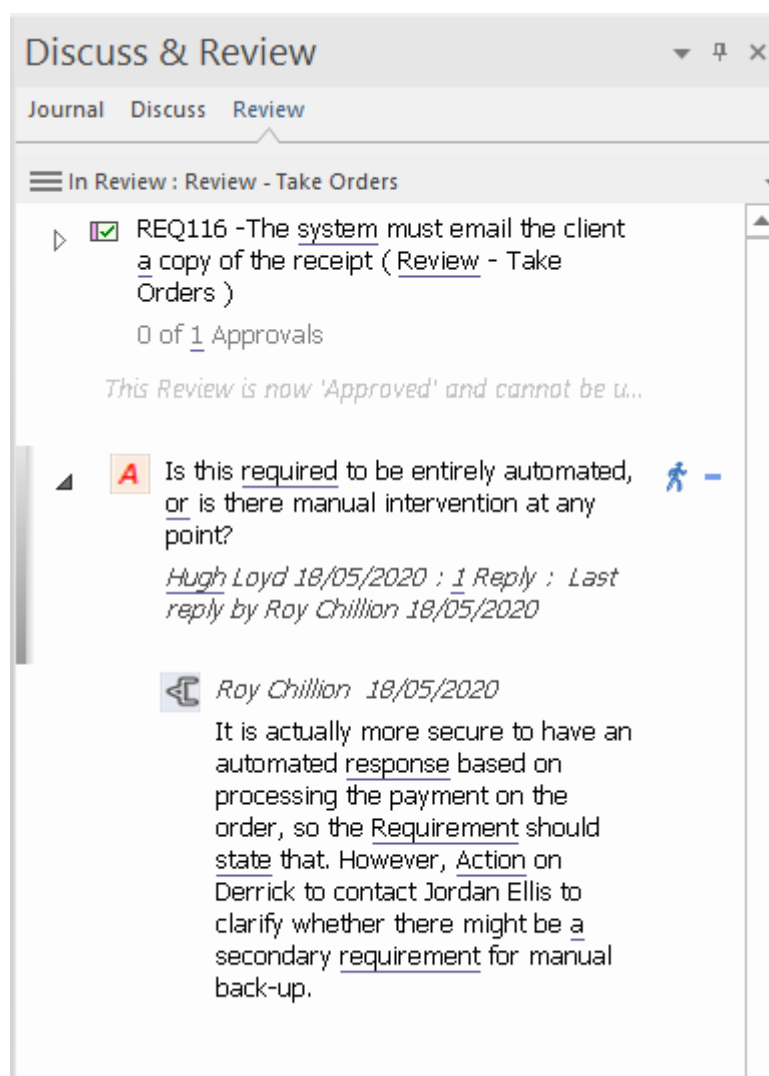 Discuss & Review
Journal Discuss Review
In Review : Review - Take Orders
REQ116 -The system must email the client
a copy of the receipt ( Review - Take
Orders )
0 of 1 Approvals
This Review is now 'Approved' and cannot be u...
A Is this required to be entirely automated,
or is there manual intervention at any
point?
Hugh Loyd 18/05/2020 : 1 Reply : Last
reply by Roy Chillion 18/05/2020
Roy Chillion 18/05/2020
It is actually more secure to have an
automated response based on
processing the payment on the
order, so the Requirement should
state that. However, Action on
Derrick to contact Jordan Ellis to
clarify whether there might be a
secondary requirement for manual
back-up.